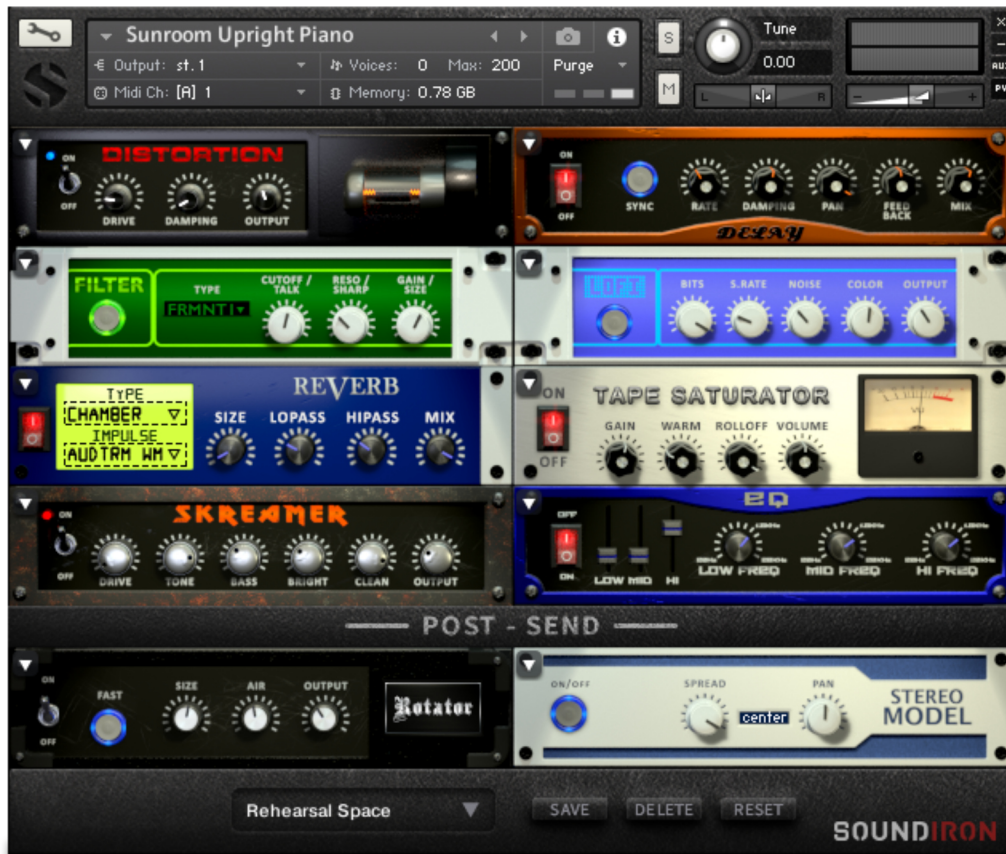 Sunroom Upright Piano
Output: st.1
Voices: 0 Max: 200
Purge
Midi Ch: [A] 1
Memory: 0.78 GB
S
M
Tune
0.00
L
R
- +
AUX
PV
ON
OFF
DISTORTION
DRIVE DAMPING OUTPUT
ON
OFF
SYNC RATE DAMPING PAN FEED BACK MIX
DELAY
FILTER
TYPE
FRMNTI
CUTOFF / TALK
RESO / SHARP
GAIN / SIZE
LOFI
BITS S.RATE NOISE COLOR OUTPUT
TYPE
CHAMBER
IMPULSE
AUDTRM WM
REVERB
SIZE LOPASS HIPASS MIX
ON
OFF
TAPE SATURATOR
GAIN WARM ROLLOFF VOLUME
VU
ON
OFF
SKREAMER
DRIVE TONE BASS BRIGHT CLEAN OUTPUT
OFF
ON
EQ
LOW MID HI
LOW FREQ MID FREQ HI FREQ
POST - SEND
ON
OFF
FAST SIZE AIR OUTPUT
Rotator
ON/OFF
SPREAD
center
PAN
STEREO
MODEL
Rehearsal Space
SAVE DELETE RESET
SOUNDIRON